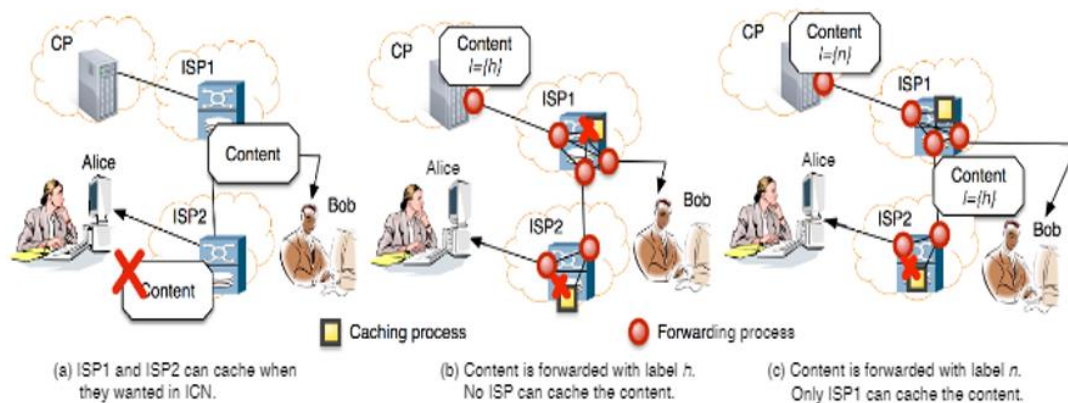 CP
ISP1
Content
Alice
ISP2
Bob
Content
CP
Content
l={h}
ISP1
Alice
Bob
ISP2
CP
Content
l={n}
ISP1
Alice
Content
l={h}
ISP2
Bob
Caching process
Forwarding process
(a) ISP1 and ISP2 can cache when
they wanted in ICN.
(b) Content is forwarded with label h.
No ISP can cache the content.
(c) Content is forwarded with label n.
Only ISP1 can cache the content.